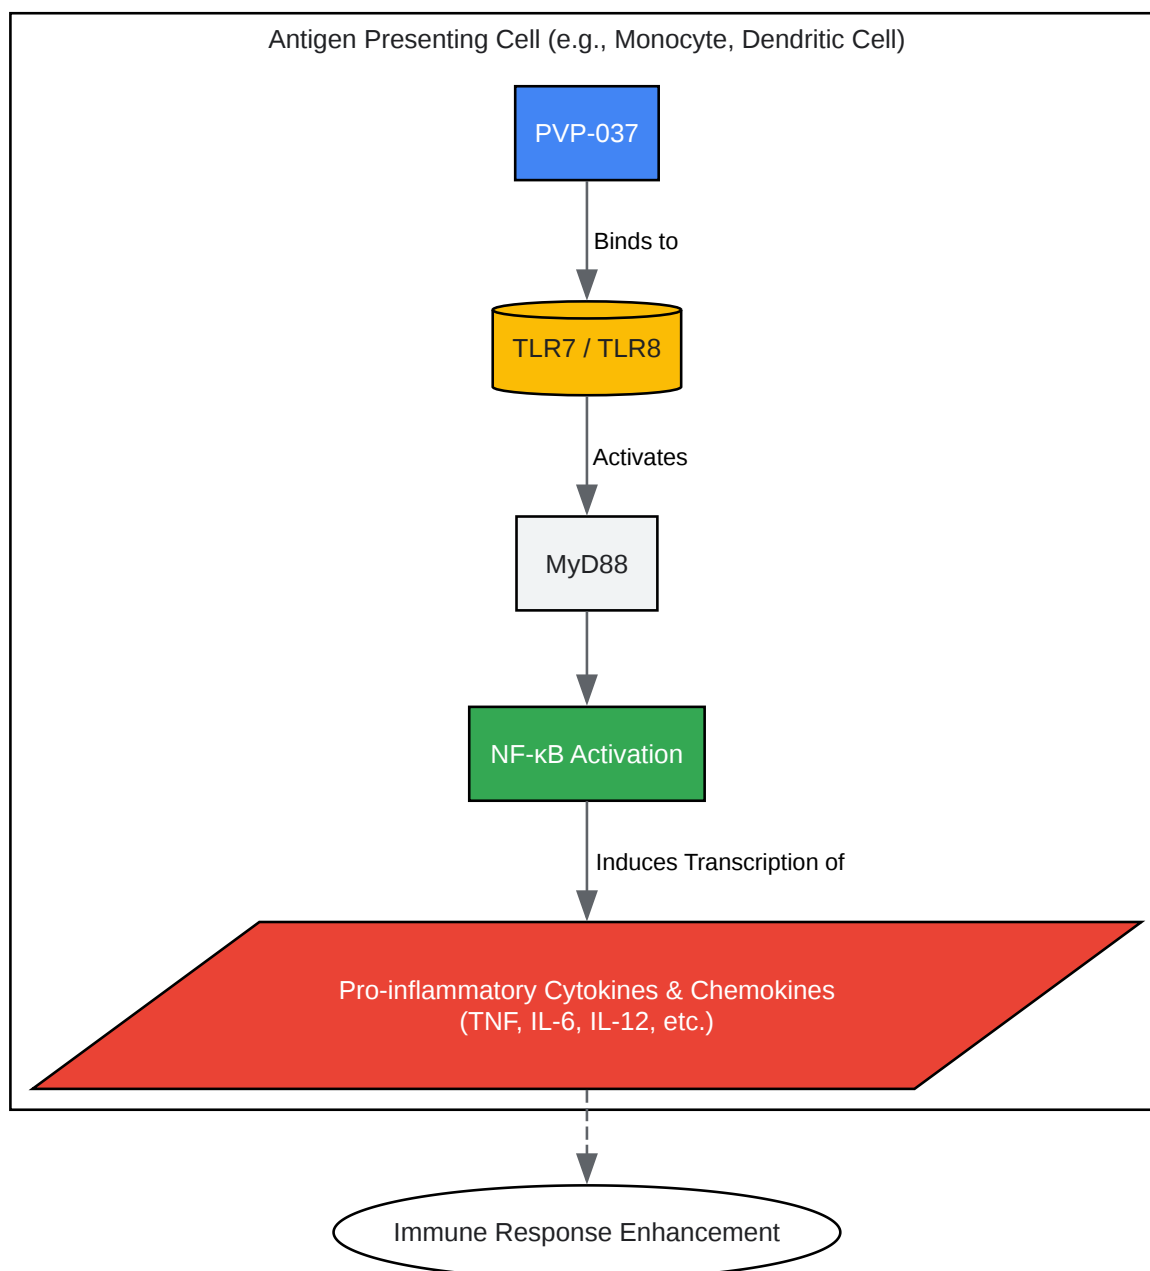 Antigen Presenting Cell (e.g., Monocyte, Dendritic Cell)
PVP-037
Binds to
TLR7 / TLR8
Activates
MyD88
NF-κB Activation
Induces Transcription of
Pro-inflammatory Cytokines & Chemokines
(TNF, IL-6, IL-12, etc.)
Immune Response Enhancement